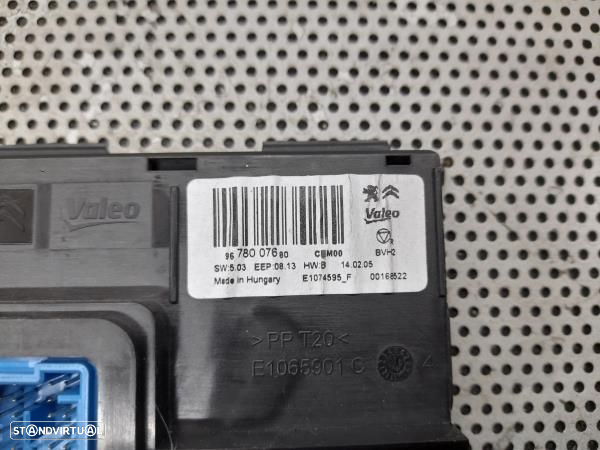 Valeo
Valeo
96 780 076 80 CEM00
BVH2
SW:5.03 EEP:08.13 HW:B 14.02.05
Made in Hungary E1074595_F 00168522
>PP T20<
E1065901 C 4
STANDVIRTUAL